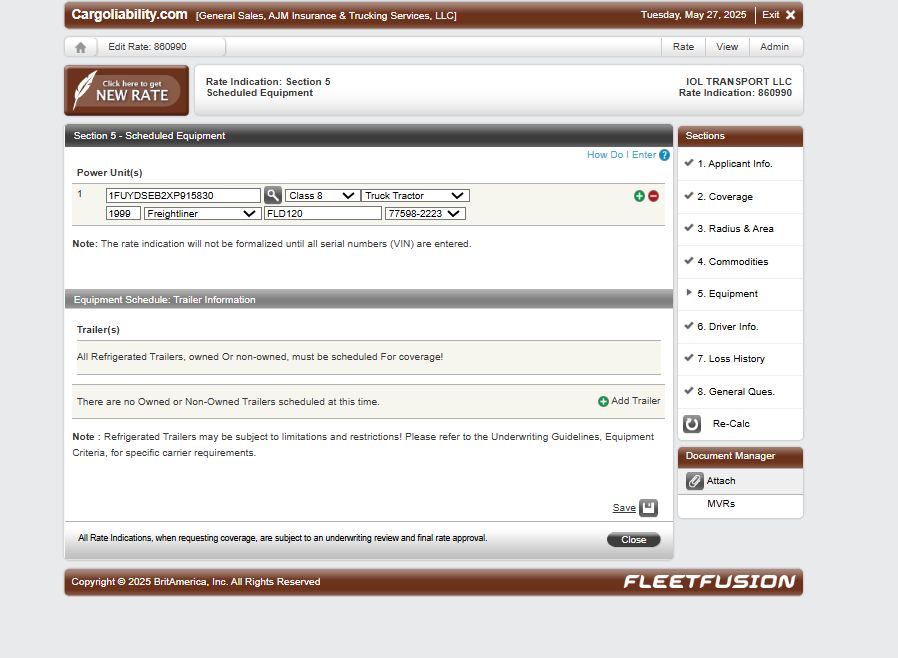 Cargoliability.com [General Sales, AJM Insurance & Trucking Services, LLC] Tuesday, May 27, 2025 Exit
Edit Rate: 860990 Rate View Admin
Click here to get
NEW RATE
Rate Indication: Section 5
Scheduled Equipment
IOL TRANSPORT LLC
Rate Indication: 860990
Section 5 - Scheduled Equipment
How Do I Enter ?
Power Unit(s)
1 1FUYDSEB2XP915830 Class 8 Truck Tractor
1999 Freightliner FLD120 77598-2223
Note: The rate indication will not be formalized until all serial numbers (VIN) are entered.
Equipment Schedule: Trailer Information
Trailer(s)
All Refrigerated Trailers, owned Or non-owned, must be scheduled For coverage!
There are no Owned or Non-Owned Trailers scheduled at this time. Add Trailer
Note : Refrigerated Trailers may be subject to limitations and restrictions! Please refer to the Underwriting Guidelines, Equipment
Criteria, for specific carrier requirements.
Save
All Rate Indications, when requesting coverage, are subject to an underwriting review and final rate approval.
Close
Sections
1. Applicant Info.
2. Coverage
3. Radius & Area
4. Commodities
5. Equipment
6. Driver Info.
7. Loss History
8. General Ques.
Re-Calc
Document Manager
Attach
MVRs
Copyright © 2025 BritAmerica, Inc. All Rights Reserved
FLEETFUSION